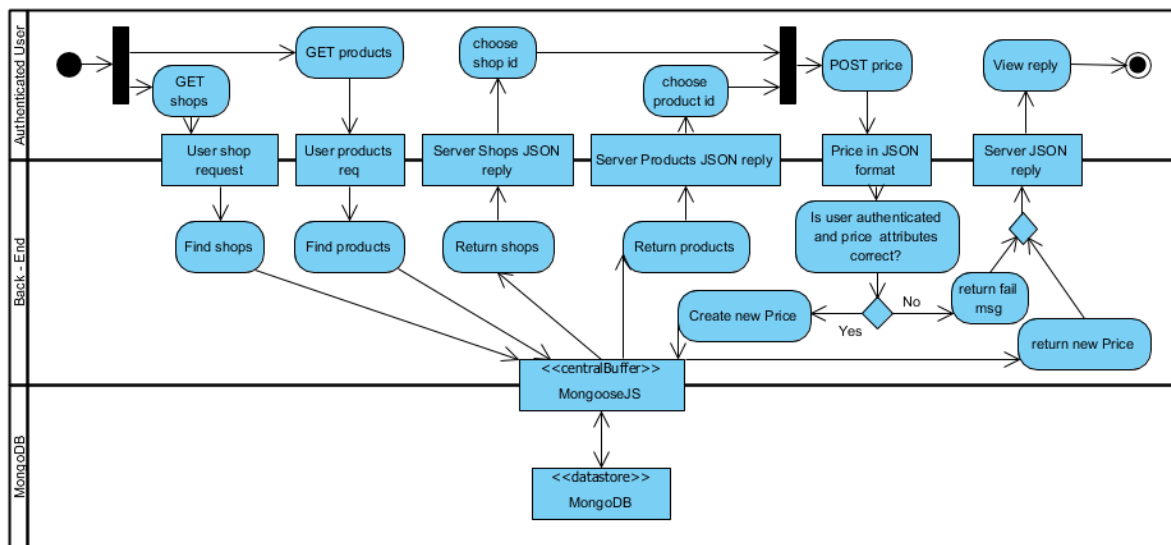 Authenticated User
GET products
choose
shop id
GET
shops
choose
product id
POST price
View reply
User shop
request
User products
req
Server Shops JSON
reply
Server Products JSON reply
Price in JSON
format
Server JSON
reply
Back - End
Find shops
Find products
Return shops
Return products
Is user authenticated
and price attributes
correct?
return fail
msg
No
Yes
Create new Price
return new Price
<<centralBuffer>>
MongooseJS
MongoDB
<<datastore>>
MongoDB